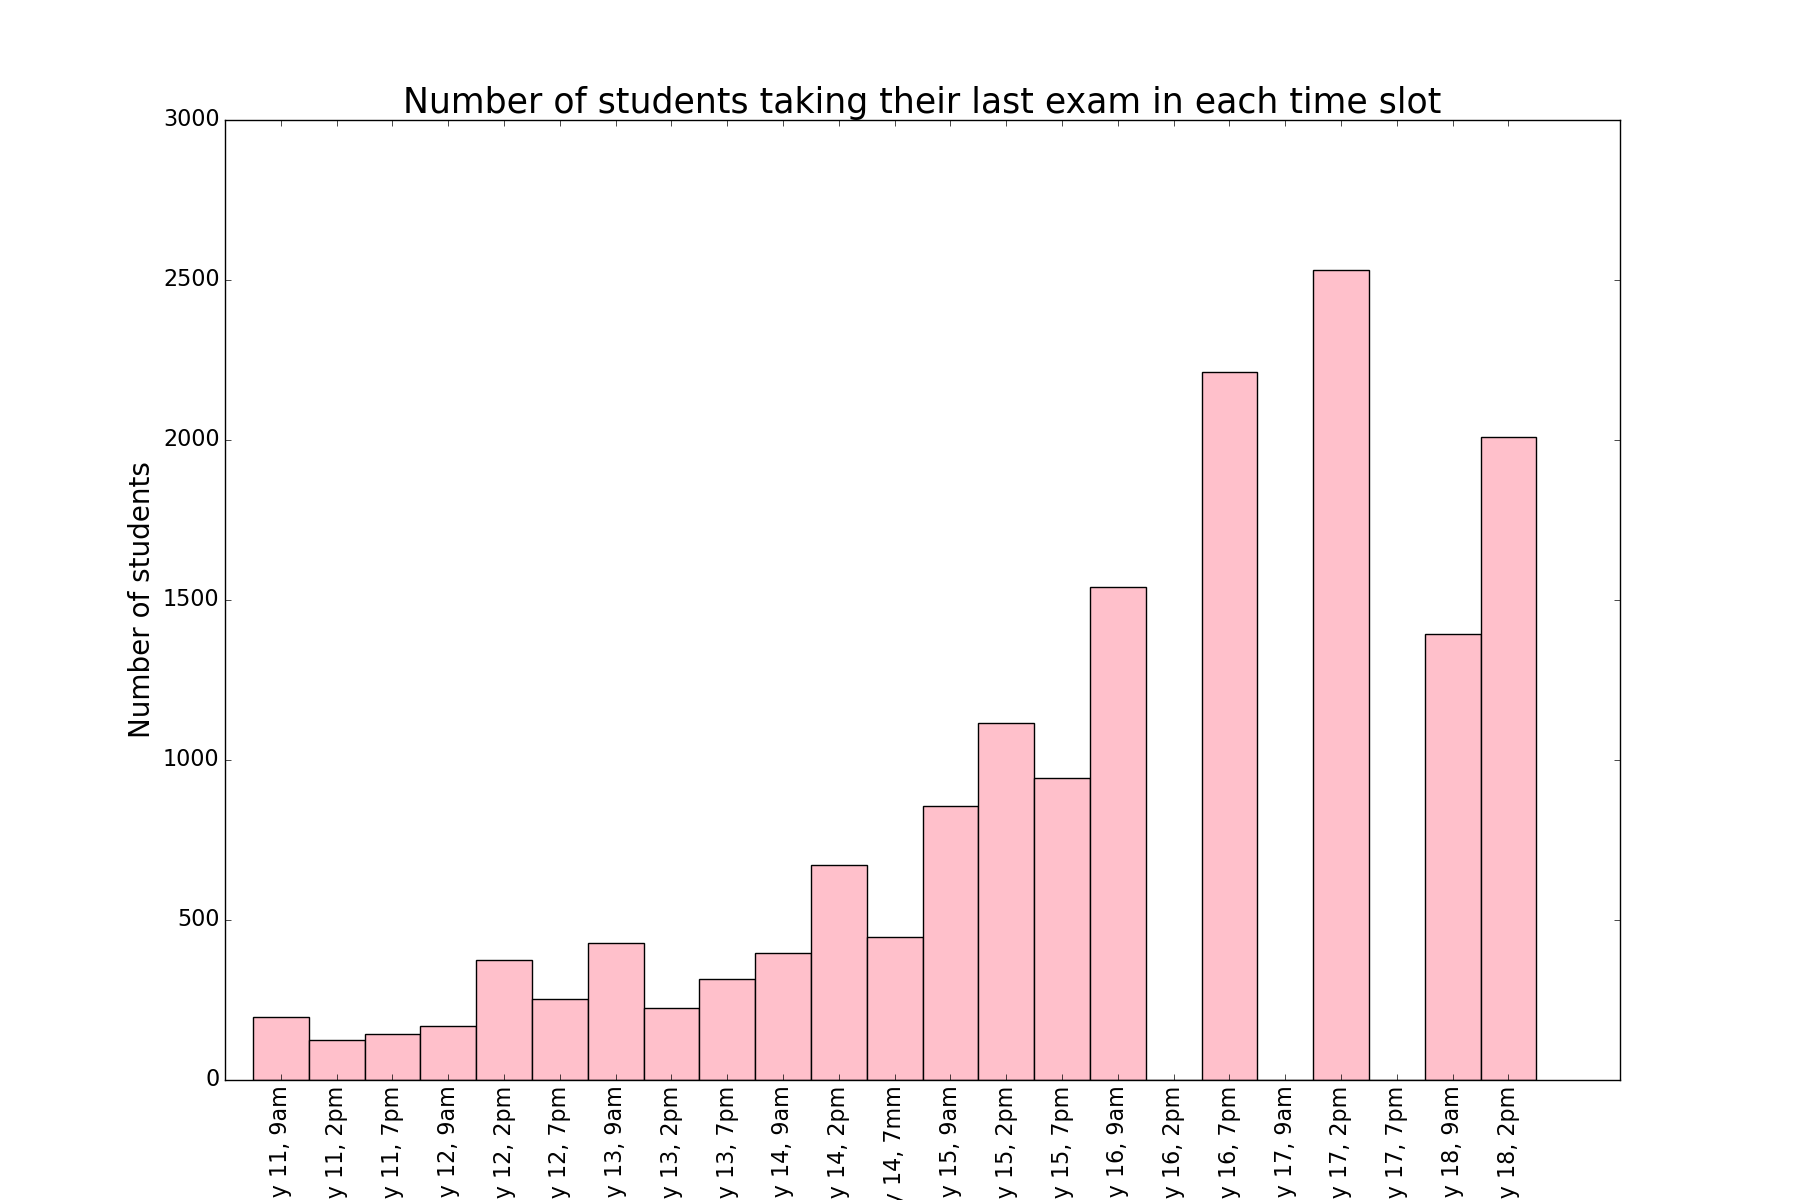 Number of students taking their last exam in each time slot
3000
2500
2000
1500
1000
500
0
Number of students
y 11, 9am
y 11, 2pm
y 11, 7pm
y 12, 9am
y 12, 2pm
y 12, 7pm
y 13, 9am
y 13, 2pm
y 13, 7pm
y 14, 9am
y 14, 2pm
y 14, 7mm
y 15, 9am
y 15, 2pm
y 15, 7pm
y 16, 9am
y 16, 2pm
y 16, 7pm
y 17, 9am
y 17, 2pm
y 17, 7pm
y 18, 9am
y 18, 2pm